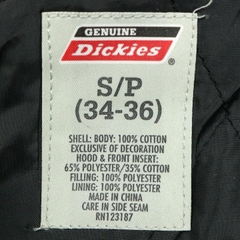 GENUINE
Dickies
S/P
(34-36)
SHELL: BODY: 100% COTTON
EXCLUSIVE OF DECORATION
HOOD & FRONT INSERT:
65% POLYESTER/35% COTTON
FILLING: 100% POLYESTER
LINING: 100% POLYESTER
MADE IN CHINA
CARE IN SIDE SEAM
RN123187